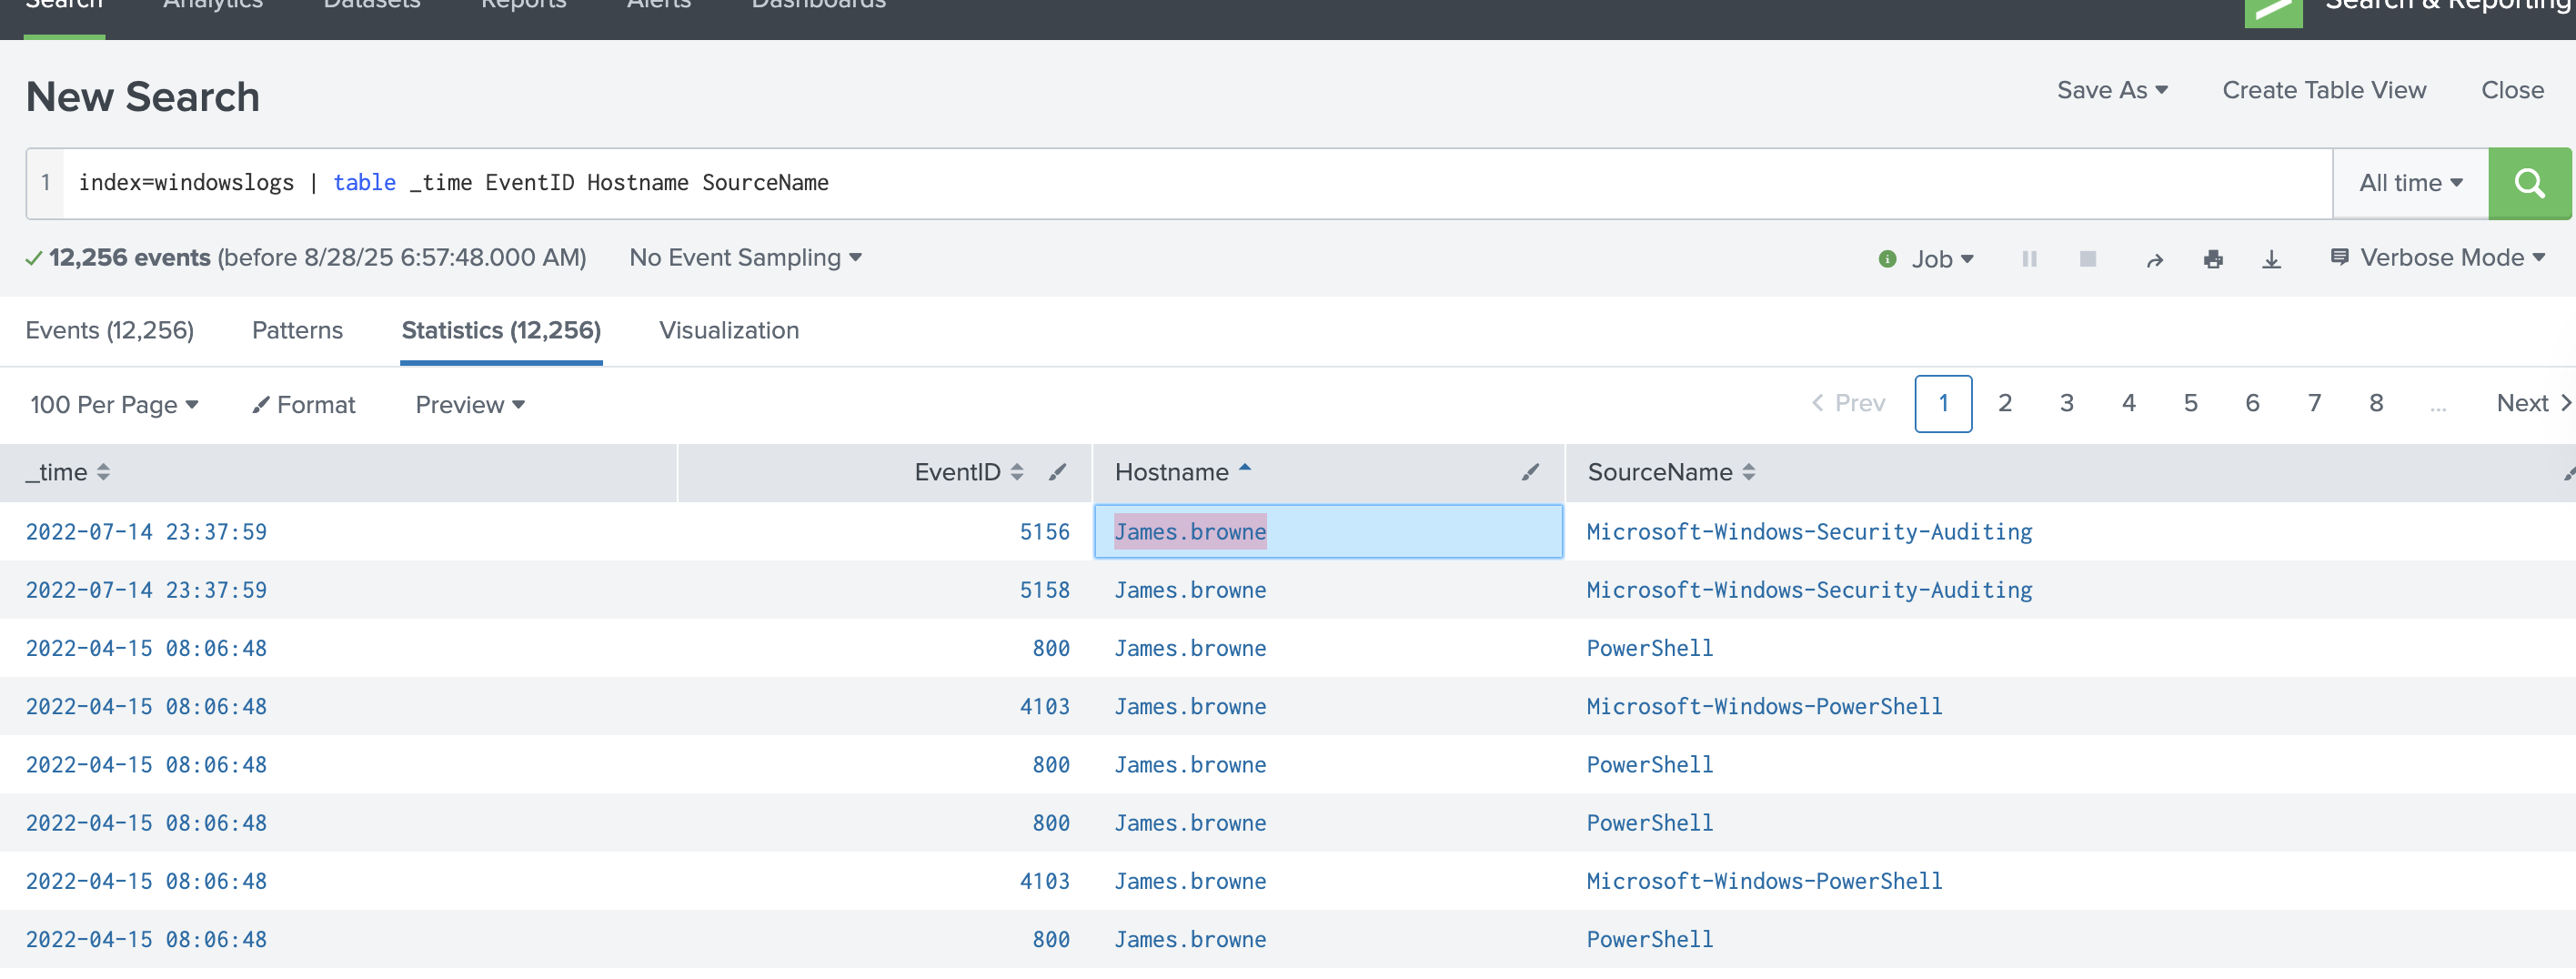 Search Analytics Datasets Reports Alerts Dashboards Search & Reporting
New Search Save As Create Table View Close
1 index=windowslogs | table _time EventID Hostname SourceName All time
12,256 events (before 8/28/25 6:57:48.000 AM) No Event Sampling Job Verbose Mode
Events (12,256) Patterns Statistics (12,256) Visualization
100 Per Page Format Preview < Prev 1 2 3 4 5 6 7 8 ... Next >
_time EventID Hostname SourceName
2022-07-14 23:37:59 5156 James.browne Microsoft-Windows-Security-Auditing
2022-07-14 23:37:59 5158 James.browne Microsoft-Windows-Security-Auditing
2022-04-15 08:06:48 800 James.browne PowerShell
2022-04-15 08:06:48 4103 James.browne Microsoft-Windows-PowerShell
2022-04-15 08:06:48 800 James.browne PowerShell
2022-04-15 08:06:48 800 James.browne PowerShell
2022-04-15 08:06:48 4103 James.browne Microsoft-Windows-PowerShell
2022-04-15 08:06:48 800 James.browne PowerShell